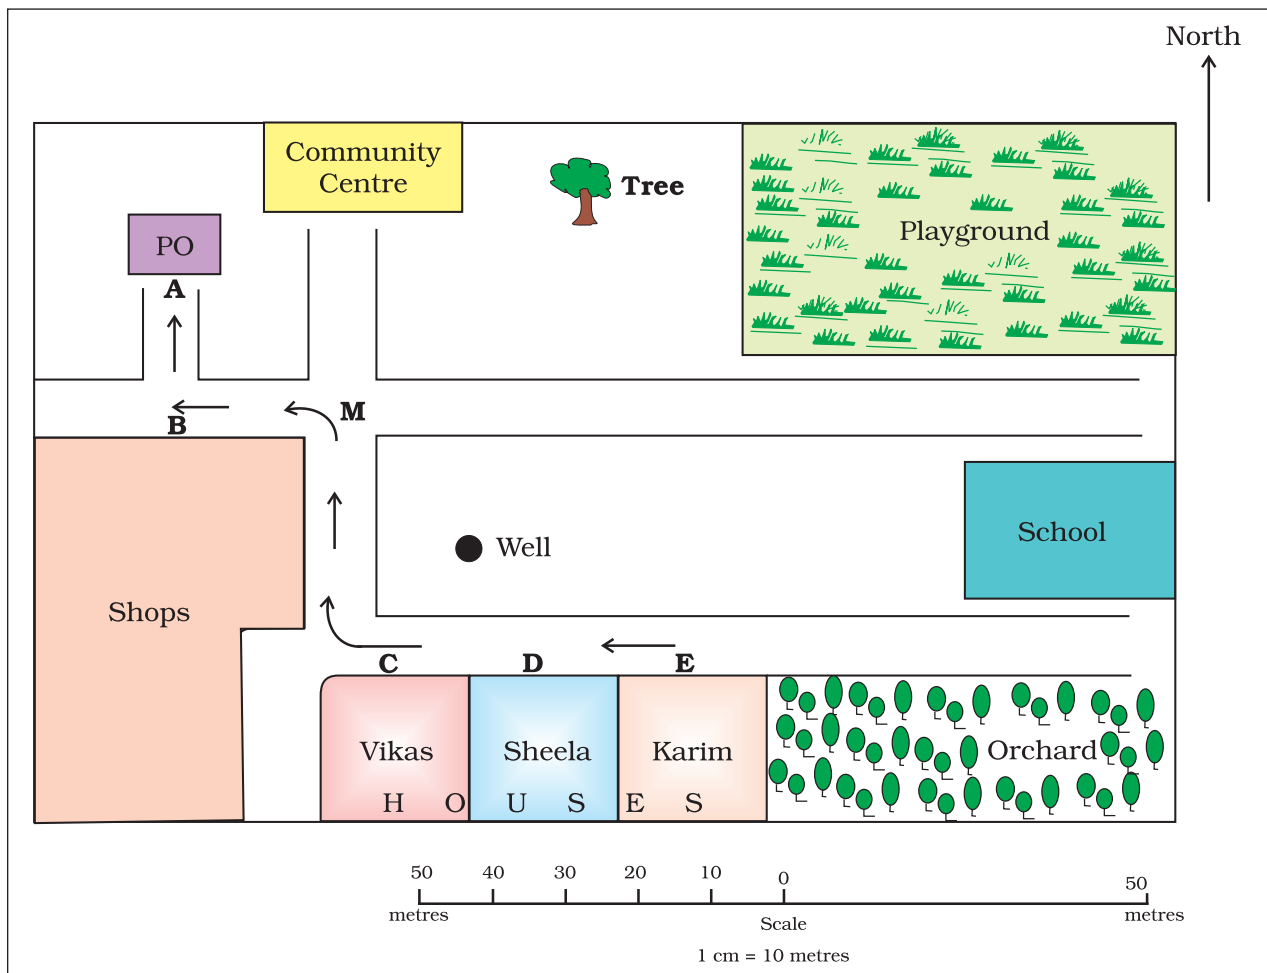 North
Community
Centre
Tree
PO
Playground
A
M
B
School
Well
Shops
C D E
Vikas Sheela Karim Orchard
H O U S E S
50 40 30 20 10 0 50
metres metres
Scale
1 cm = 10 metres